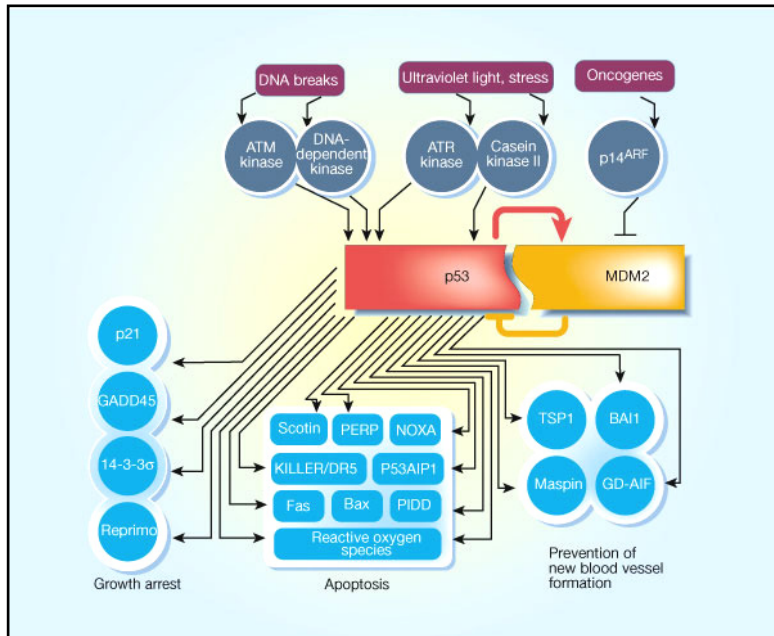 DNA breaks
Ultraviolet light, stress
Oncogenes
ATM
kinase
DNA-
dependent
kinase
ATR
kinase
Casein
kinase II
p14ARF
p53
MDM2
p21
GADD45
14-3-3σ
Reprimo
Growth arrest
Scotin
PERP
NOXA
KILLER/DR5
P53AIP1
Fas
Bax
PIDD
Reactive oxygen
species
Apoptosis
TSP1
BAI1
Maspin
GD-AIF
Prevention of
new blood vessel
formation